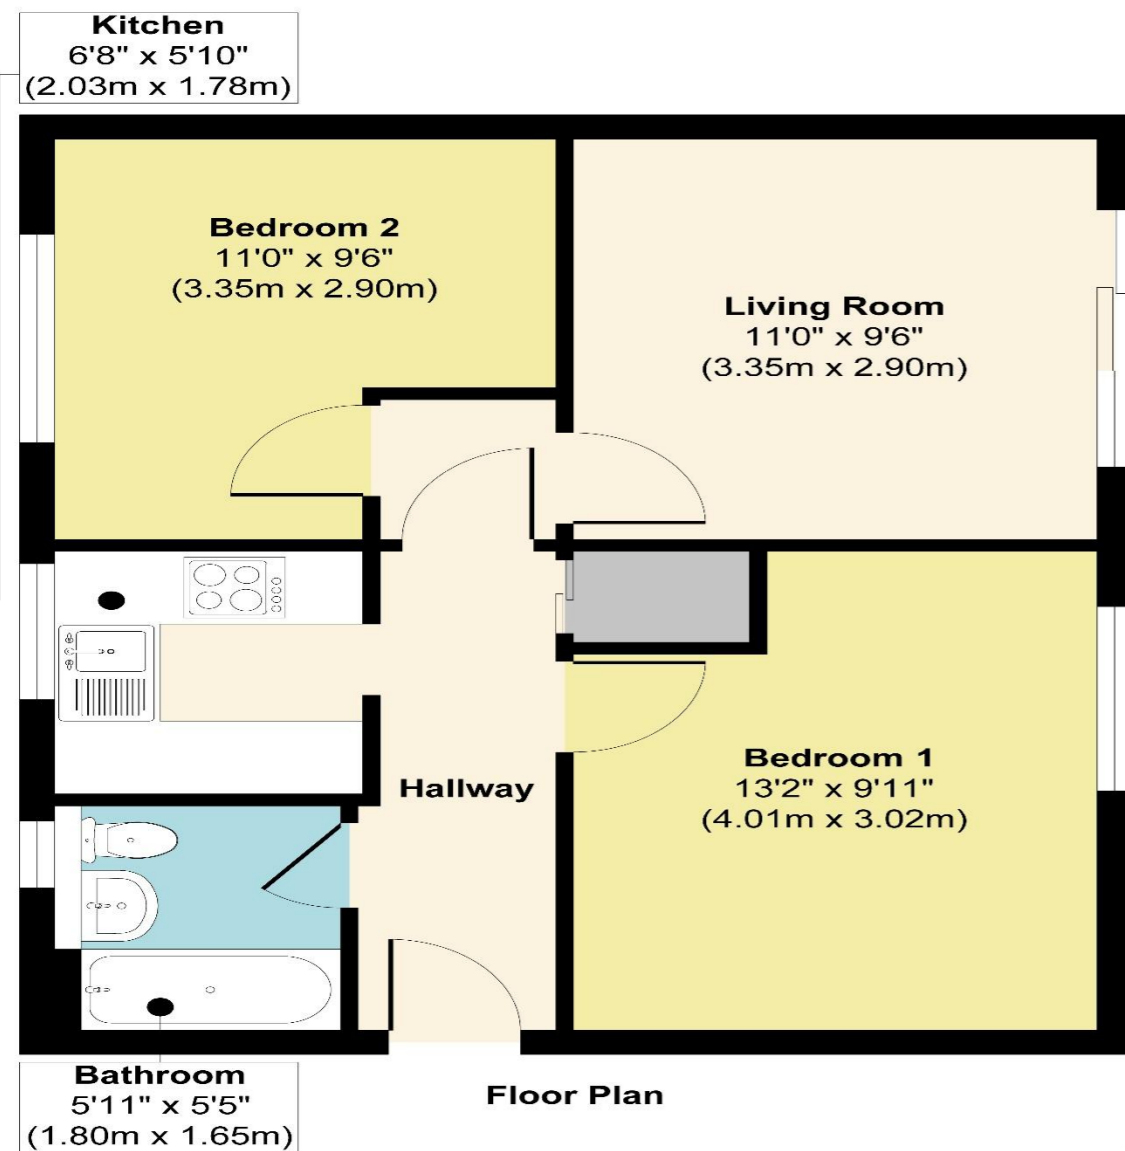 Kitchen
6'8" x 5'10"
(2.03m x 1.78m)
Bedroom 2
11'0" x 9'6"
(3.35m x 2.90m)
Living Room
11'0" x 9'6"
(3.35m x 2.90m)
Hallway
Bedroom 1
13'2" x 9'11"
(4.01m x 3.02m)
Bathroom
5'11" x 5'5"
(1.80m x 1.65m)
Floor Plan